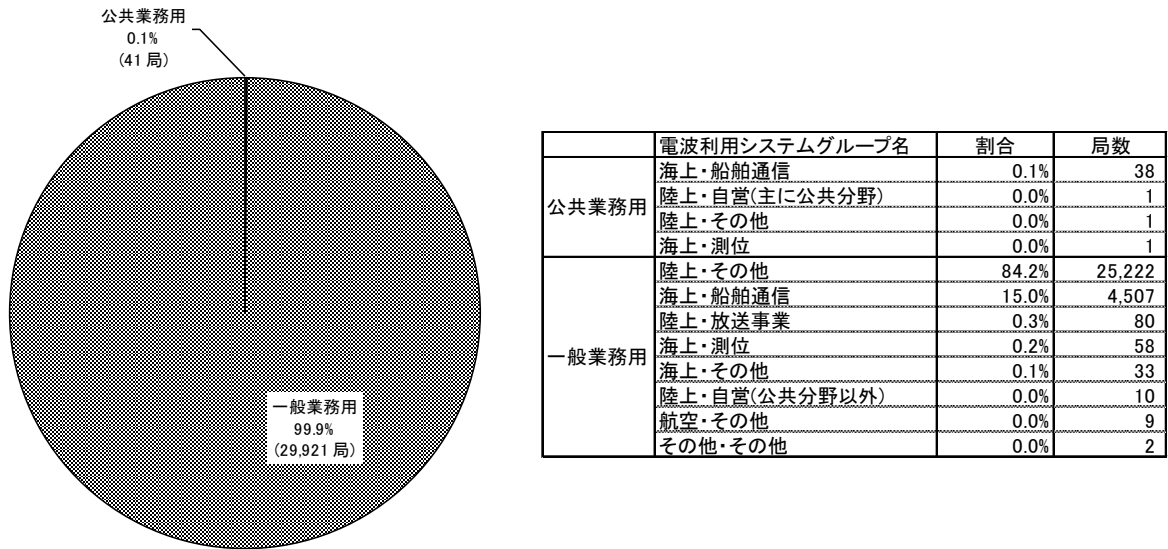 公共業務用
0.1%
(41 局)
一般業務用
99.9%
(29,921 局)
電波利用システムグループ名 割合 局数
公共業務用
海上・船舶通信 0.1% 38
陸上・自営(主に公共分野) 0.0% 1
陸上・その他 0.0% 1
海上・測位 0.0% 1
一般業務用
陸上・その他 84.2% 25,222
海上・船舶通信 15.0% 4,507
陸上・放送事業 0.3% 80
海上・測位 0.2% 58
海上・その他 0.1% 33
陸上・自営(公共分野以外) 0.0% 10
航空・その他 0.0% 9
その他・その他 0.0% 2